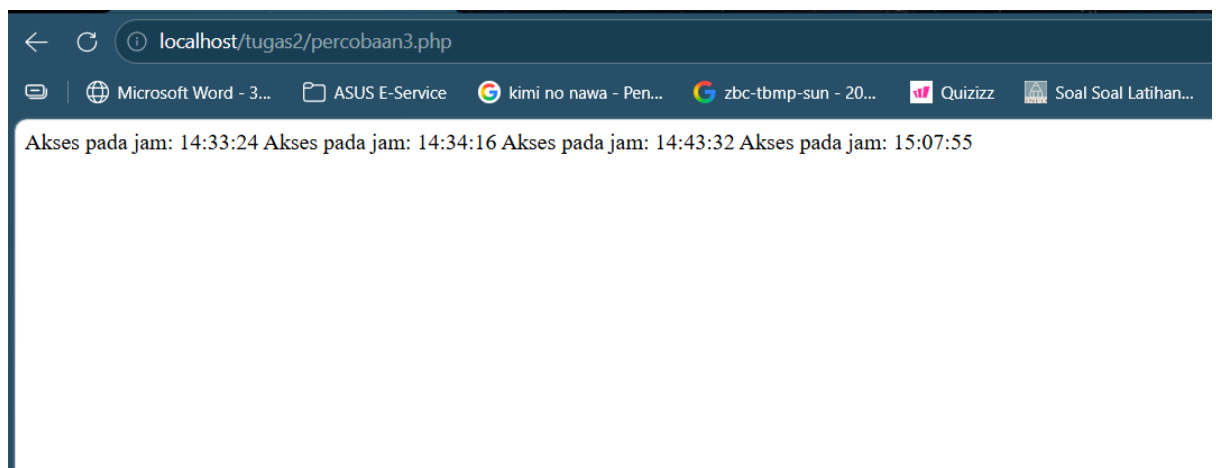 localhost/tugas2/percobaan3.php
Microsoft Word - 3... ASUS E-Service kimi no nawa - Pen... zbc-tbmp-sun - 20... Quizizz Soal Soal Latihan...
Akses pada jam: 14:33:24 Akses pada jam: 14:34:16 Akses pada jam: 14:43:32 Akses pada jam: 15:07:55